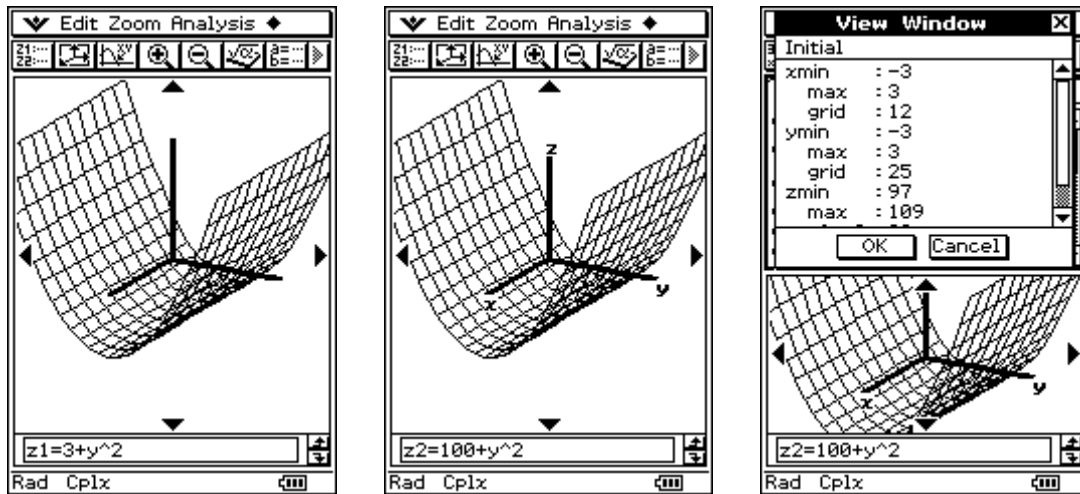 Edit Zoom Analysis
z1=3+y^2
Rad Cplx
Edit Zoom Analysis
z
x
y
z2=100+y^2
Rad Cplx
View Window
Initial
xmin :-3
max :3
grid :12
ymin :-3
max :3
grid :25
zmin :97
max :109
OK Cancel
x
y
z2=100+y^2
Rad Cplx